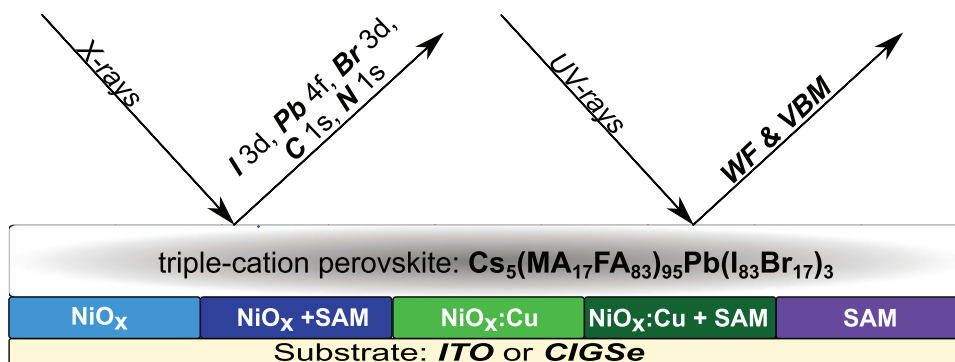 X-rays
I 3d, Pb 4f, Br 3d,
C 1s, N 1s
UV-rays
WF & VBM
triple-cation perovskite: Cs₅(MA₁₇FA₈₃)₉₅Pb(I₈₃Br₁₇)₃
NiOₓ
NiOₓ +SAM
NiOₓ:Cu
NiOₓ:Cu + SAM
SAM
Substrate: ITO or CIGSe